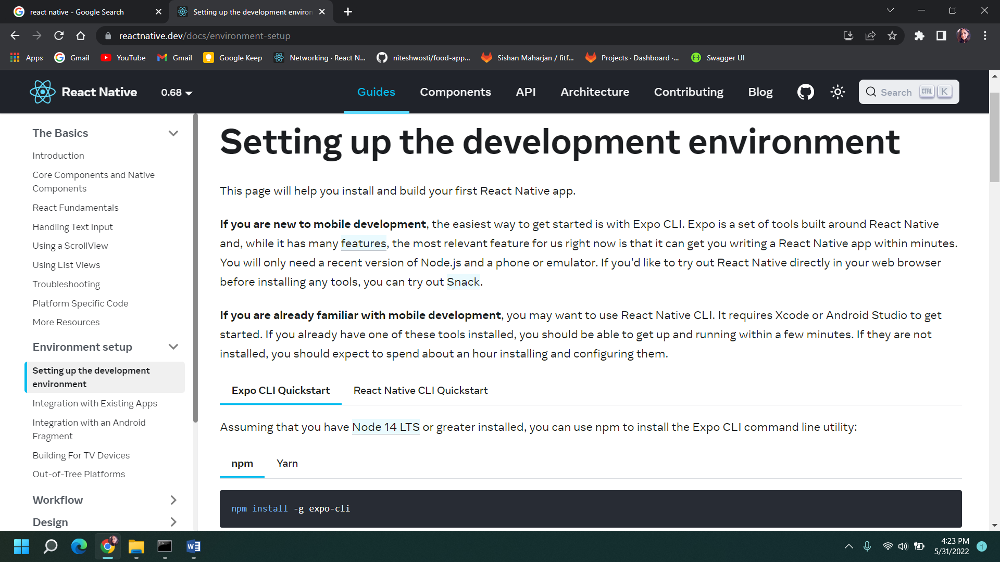 react native - Google Search
Setting up the development environ
reactnative.dev/docs/environment-setup
Apps
Gmail
YouTube
Gmail
Google Keep
Networking · React N...
niteshwosti/food-app...
Sishan Maharjan / fitf...
Projects · Dashboard ·...
Swagger UI
React Native
0.68
Guides
Components
API
Architecture
Contributing
Blog
Search
CTRL
K
The Basics
Introduction
Core Components and Native
Components
React Fundamentals
Handling Text Input
Using a ScrollView
Using List Views
Troubleshooting
Platform Specific Code
More Resources
Environment setup
Setting up the development
environment
Integration with Existing Apps
Integration with an Android
Fragment
Building For TV Devices
Out-of-Tree Platforms
Workflow
Design
Setting up the development environment
This page will help you install and build your first React Native app.
If you are new to mobile development, the easiest way to get started is with Expo CLI. Expo is a set of tools built around React Native
and, while it has many features, the most relevant feature for us right now is that it can get you writing a React Native app within minutes.
You will only need a recent version of Node.js and a phone or emulator. If you'd like to try out React Native directly in your web browser
before installing any tools, you can try out Snack.
If you are already familiar with mobile development, you may want to use React Native CLI. It requires Xcode or Android Studio to get
started. If you already have one of these tools installed, you should be able to get up and running within a few minutes. If they are not
installed, you should expect to spend about an hour installing and configuring them.
Expo CLI Quickstart
React Native CLI Quickstart
Assuming that you have Node 14 LTS or greater installed, you can use npm to install the Expo CLI command line utility:
npm
Yarn
npm install -g expo-cli
4:23 PM
5/31/2022
1